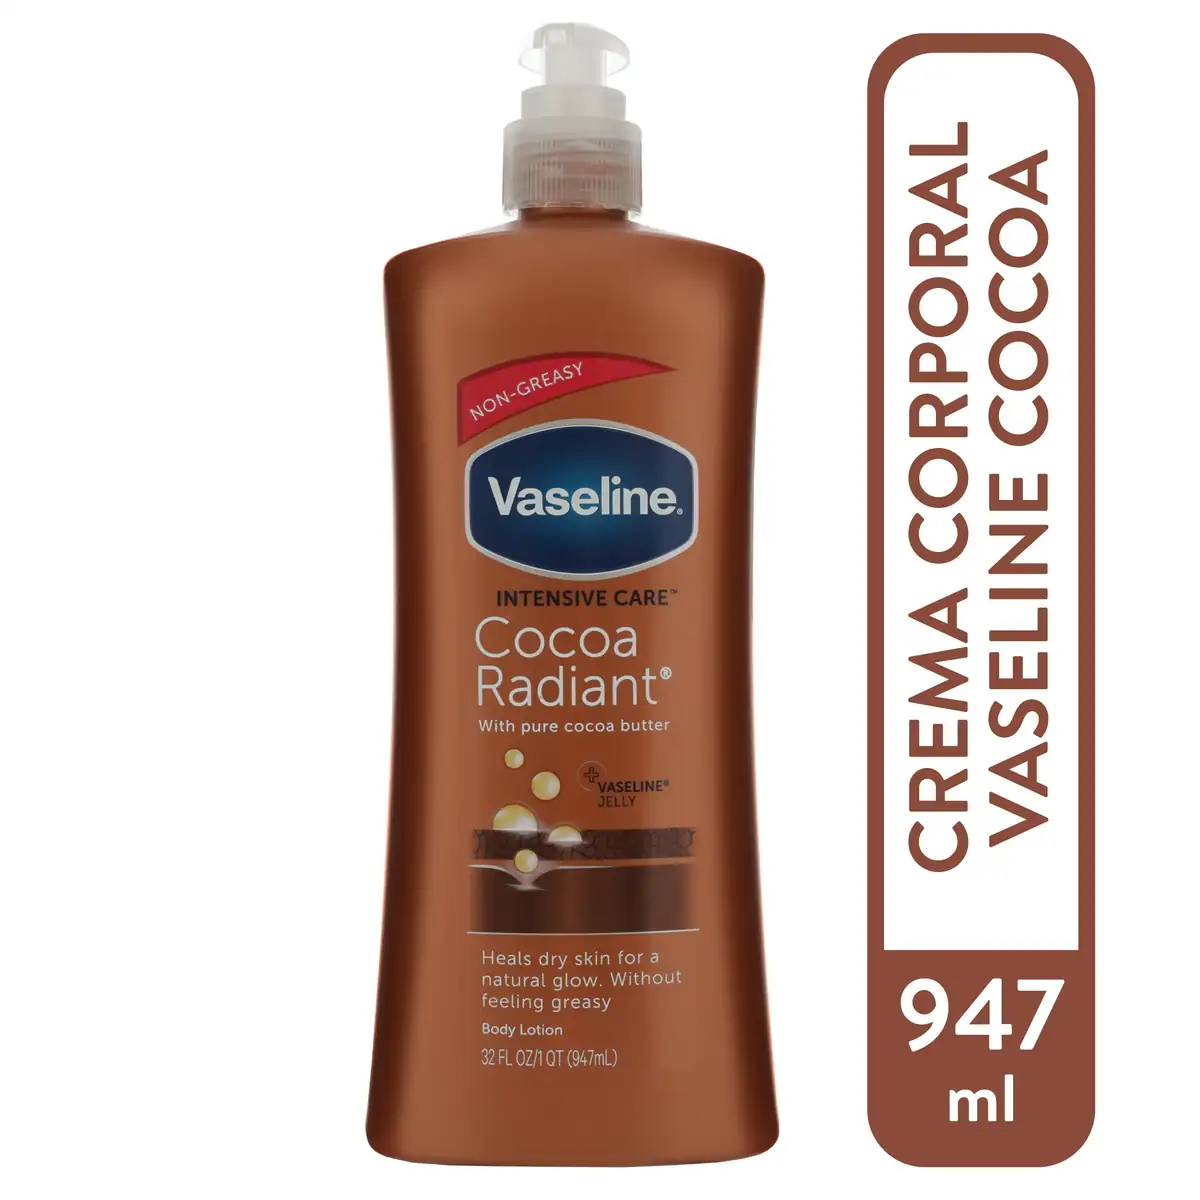 NON-GREASY
Vaseline®
INTENSIVE CARE™
Cocoa
Radiant®
With pure cocoa butter
+
VASELINE®
JELLY
Heals dry skin for a
natural glow. Without
feeling greasy
Body Lotion
32 FL OZ/1 QT (947mL)
CREMA CORPORAL
VASELINE COCOA
947
ml